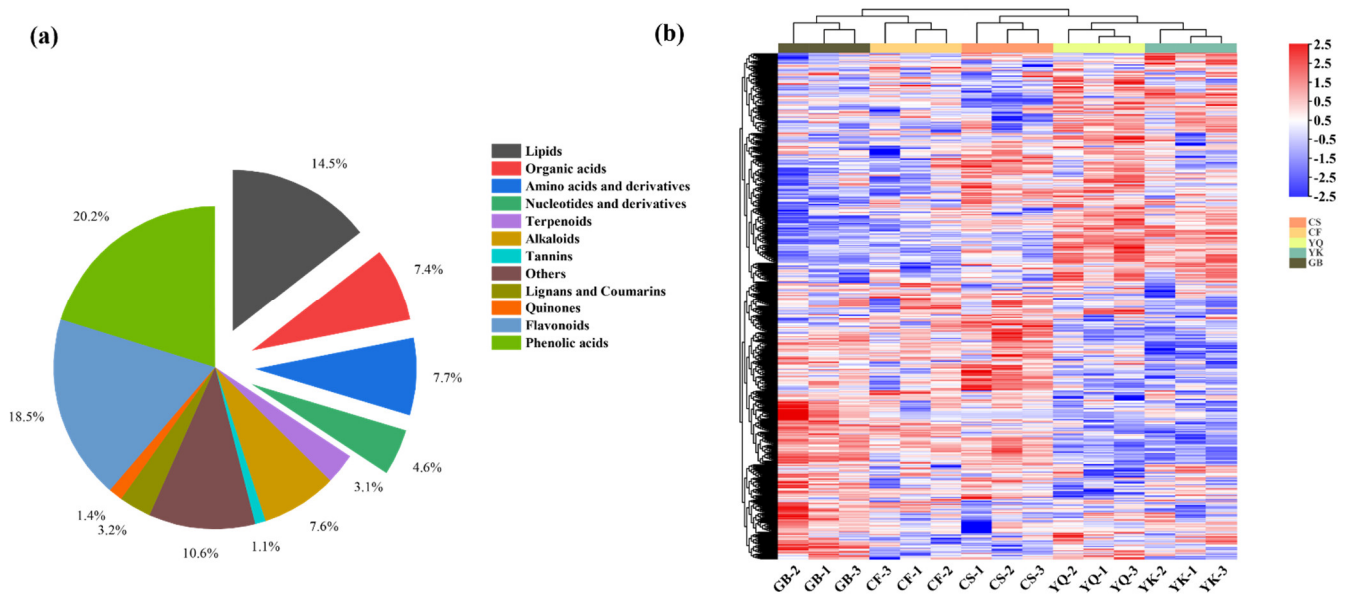 (a)
14.5%
7.4%
7.7%
4.6%
3.1%
7.6%
1.1%
10.6%
3.2%
1.4%
18.5%
20.2%
Lipids
Organic acids
Amino acids and derivatives
Nucleotides and derivatives
Terpenoids
Alkaloids
Tannins
Others
Lignans and Coumarins
Quinones
Flavonoids
Phenolic acids
(b)
2.5
2.5
1.5
0.5
-0.5
-1.5
-2.5
CS
CF
YQ
YK
GB
GB-2
GB-1
GB-3
CF-3
CF-1
CF-2
CS-1
CS-2
CS-3
YQ-2
YQ-1
YQ-3
YK-2
YK-1
YK-3